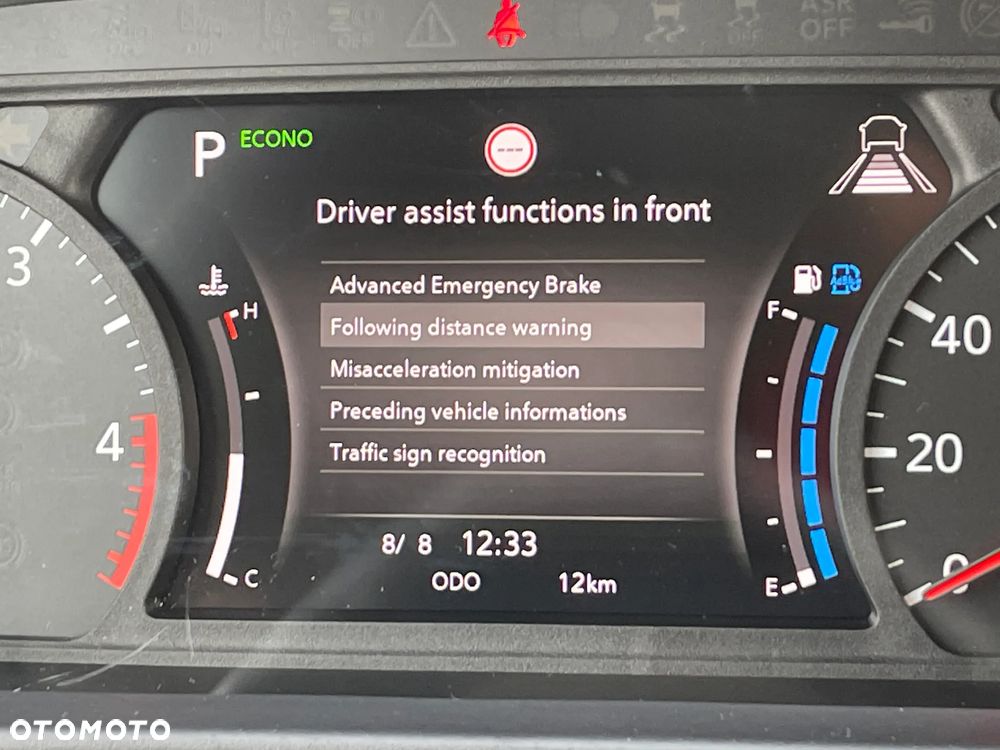 ASR
OFF
P ECONO
Driver assist functions in front
Advanced Emergency Brake
Following distance warning
Misacceleration mitigation
Preceding vehicle informations
Traffic sign recognition
8/ 8 12:33
ODO 12km
H
C
F
E
AdBlue
3
4
40
20
0
OTOMOTO